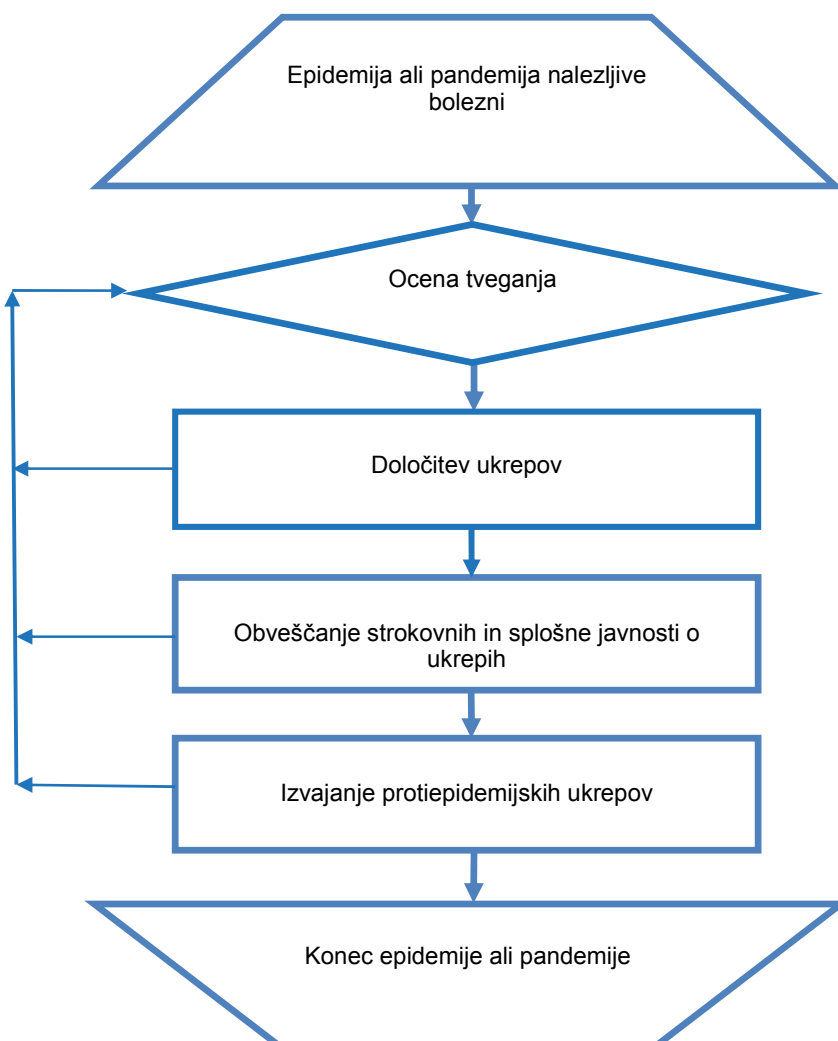 Epidemija ali pandemija nalezljive
bolezni
Ocena tveganja
Določitev ukrepov
Obveščanje strokovnih in splošne javnosti o
ukrepih
Izvajanje protiepidemijskih ukrepov
Konec epidemije ali pandemije